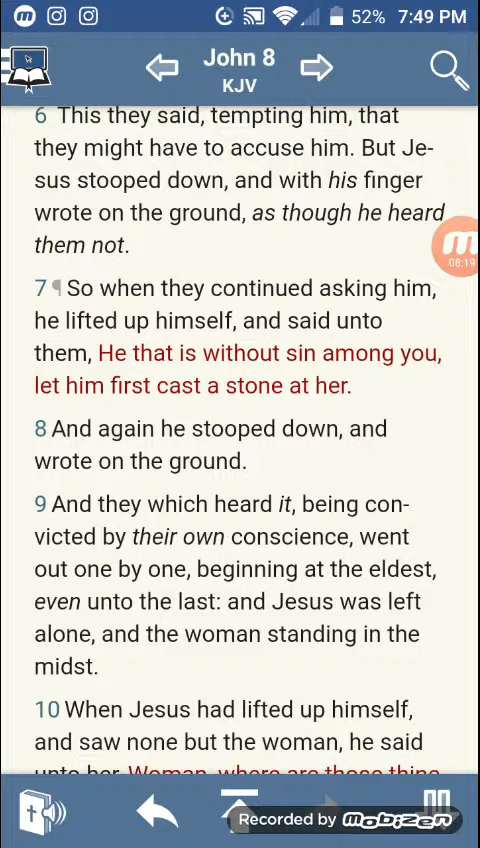 52% 7:49 PM
John 8
KJV
6 This they said, tempting him, that
they might have to accuse him. But Je-
sus stooped down, and with his finger
wrote on the ground, as though he heard
them not.
08:19
7 ¶ So when they continued asking him,
he lifted up himself, and said unto
them, He that is without sin among you,
let him first cast a stone at her.
8 And again he stooped down, and
wrote on the ground.
9 And they which heard it, being con-
victed by their own conscience, went
out one by one, beginning at the eldest,
even unto the last: and Jesus was left
alone, and the woman standing in the
midst.
10 When Jesus had lifted up himself,
and saw none but the woman, he said
unto her, Woman, where are those thine
Recorded by mobizen